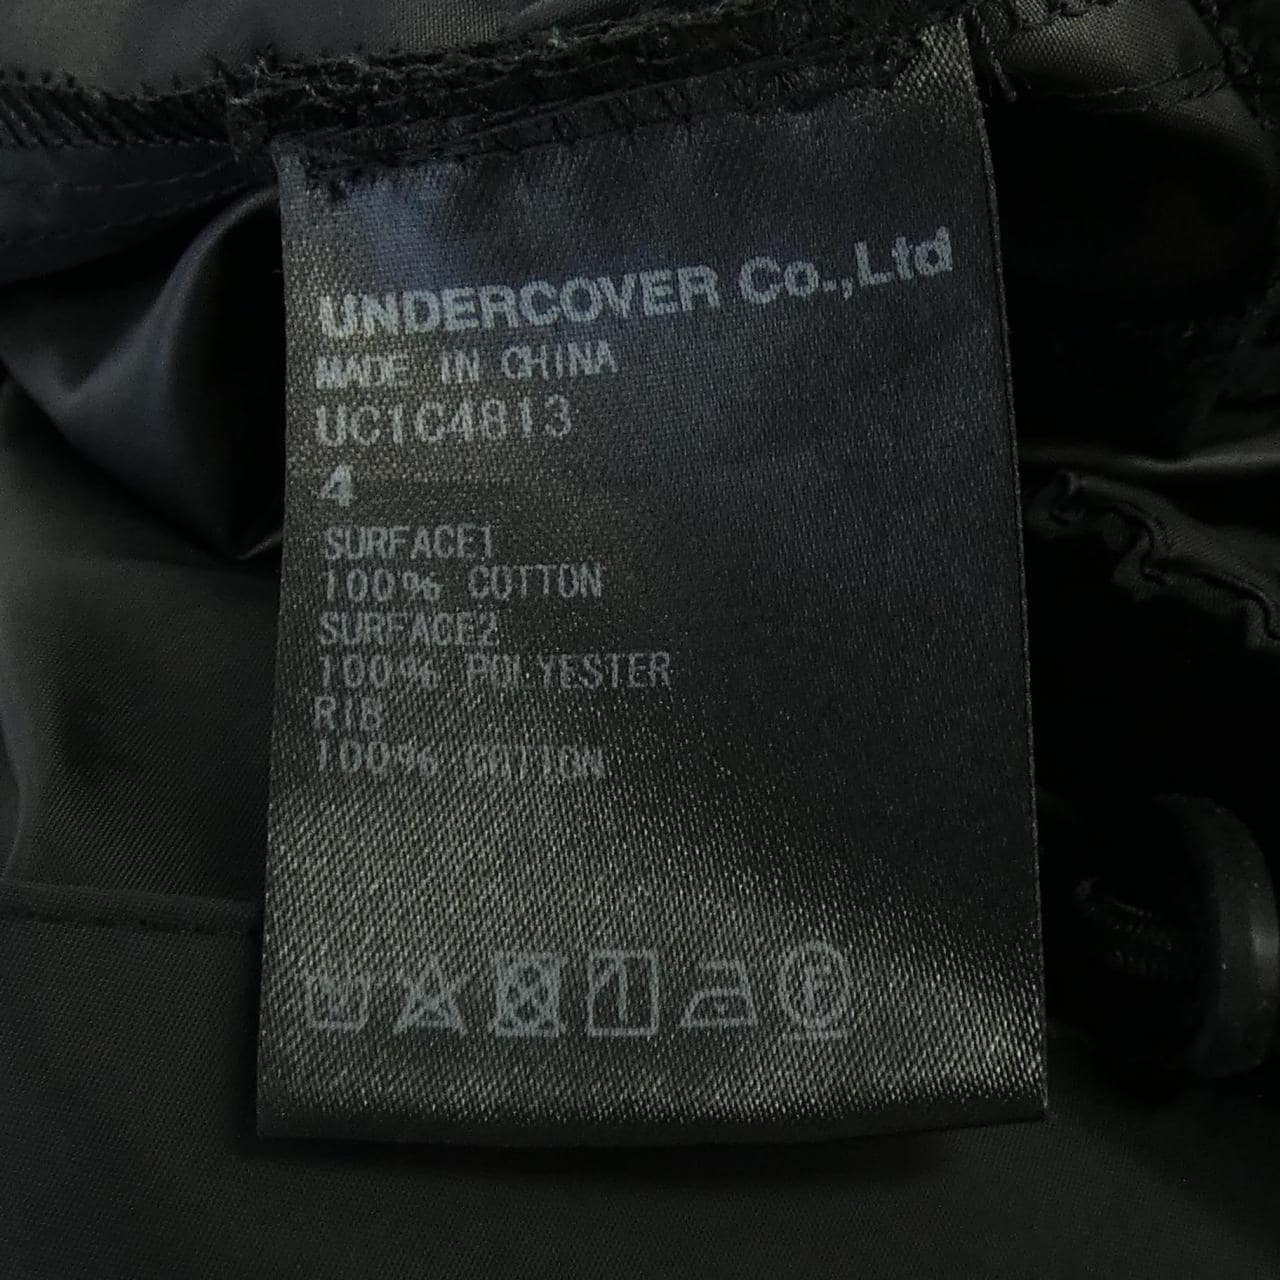 UNDERCOVER Co.,Ltd
MADE IN CHINA
UC1C4813
4
SURFACE1
100% COTTON
SURFACE2
100% POLYESTER
RIB
100% COTTON